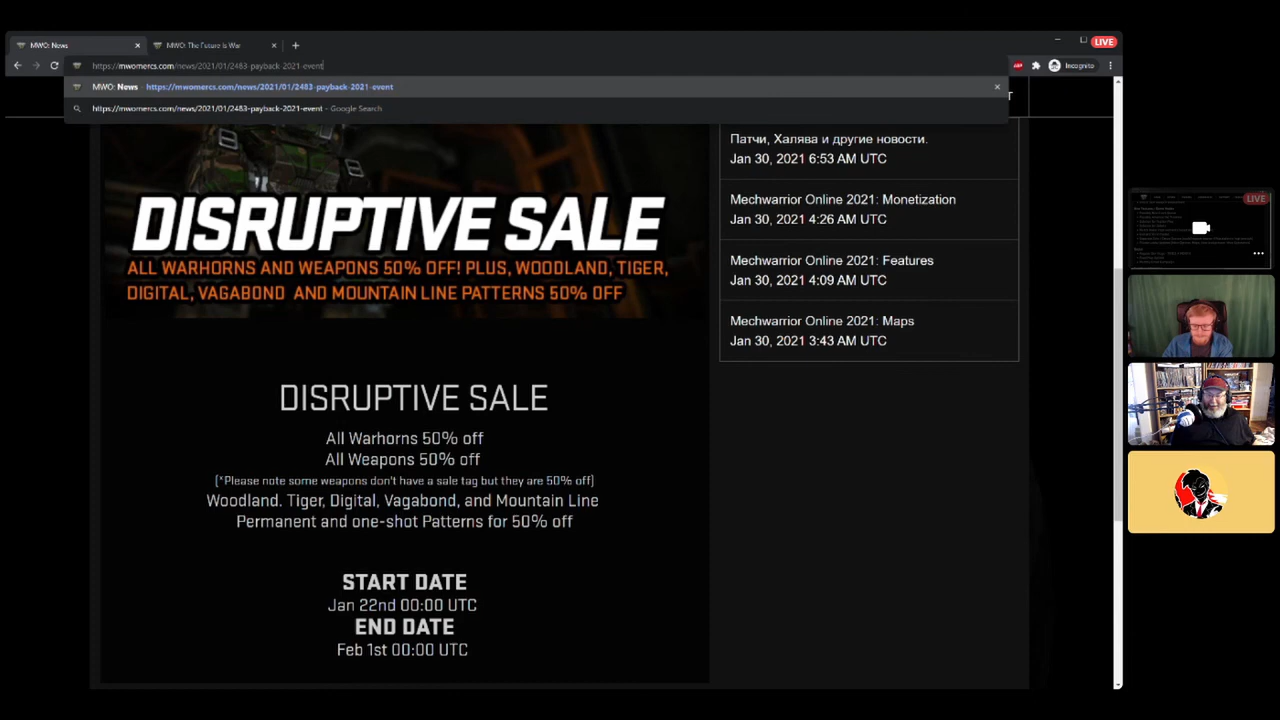 MWO: News
MWO: The Future Is War
LIVE
https://mwomercs.com/news/2021/01/2483-payback-2021-event
Incognito
MWO: News - https://mwomercs.com/news/2021/01/2483-payback-2021-event
https://mwomercs.com/news/2021/01/2483-payback-2021-event - Google Search
DISRUPTIVE SALE
ALL WARHORNS AND WEAPONS 50% OFF! PLUS, WOODLAND, TIGER,
DIGITAL, VAGABOND AND MOUNTAIN LINE PATTERNS 50% OFF
Патчи, Халява и другие новости.
Jan 30, 2021 6:53 AM UTC
Mechwarrior Online 2021: Monetization
Jan 30, 2021 4:26 AM UTC
Mechwarrior Online 2021: Features
Jan 30, 2021 4:09 AM UTC
Mechwarrior Online 2021: Maps
Jan 30, 2021 3:43 AM UTC
DISRUPTIVE SALE
All Warhorns 50% off
All Weapons 50% off
(*Please note some weapons don't have a sale tag but they are 50% off)
Woodland. Tiger, Digital, Vagabond, and Mountain Line
Permanent and one-shot Patterns for 50% off
START DATE
Jan 22nd 00:00 UTC
END DATE
Feb 1st 00:00 UTC
LIVE